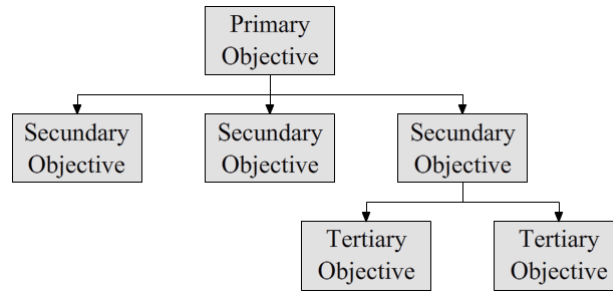 Primary
Objective
Secundary
Objective
Secundary
Objective
Secundary
Objective
Tertiary
Objective
Tertiary
Objective